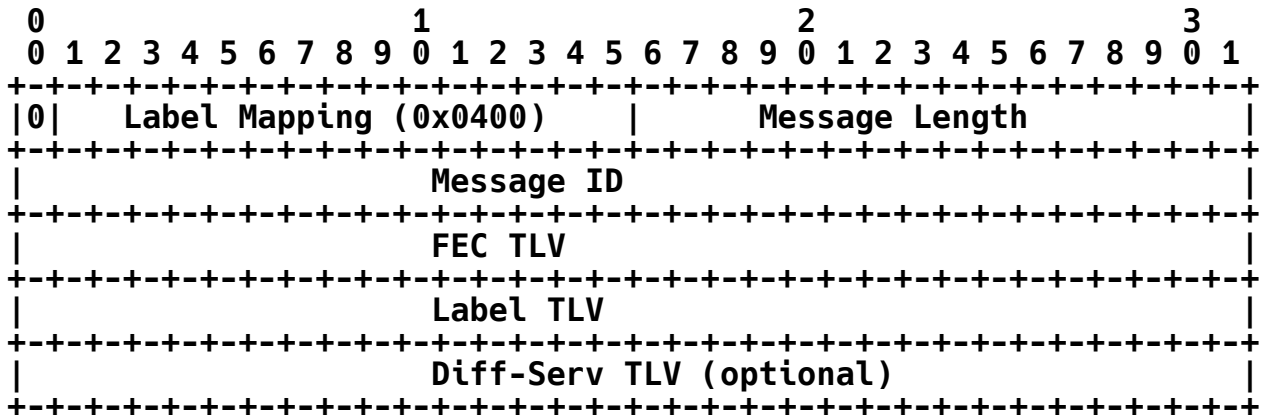 0                   1                   2                   3
 0 1 2 3 4 5 6 7 8 9 0 1 2 3 4 5 6 7 8 9 0 1 2 3 4 5 6 7 8 9 0 1
+-+-+-+-+-+-+-+-+-+-+-+-+-+-+-+-+-+-+-+-+-+-+-+-+-+-+-+-+-+-+-+-+
|0|   Label Mapping (0x0400)    |      Message Length           |
+-+-+-+-+-+-+-+-+-+-+-+-+-+-+-+-+-+-+-+-+-+-+-+-+-+-+-+-+-+-+-+-+
|                     Message ID                                |
+-+-+-+-+-+-+-+-+-+-+-+-+-+-+-+-+-+-+-+-+-+-+-+-+-+-+-+-+-+-+-+-+
|                     FEC TLV                                   |
+-+-+-+-+-+-+-+-+-+-+-+-+-+-+-+-+-+-+-+-+-+-+-+-+-+-+-+-+-+-+-+-+
|                     Label TLV                                 |
+-+-+-+-+-+-+-+-+-+-+-+-+-+-+-+-+-+-+-+-+-+-+-+-+-+-+-+-+-+-+-+-+
|                     Diff-Serv TLV (optional)                  |
+-+-+-+-+-+-+-+-+-+-+-+-+-+-+-+-+-+-+-+-+-+-+-+-+-+-+-+-+-+-+-+-+